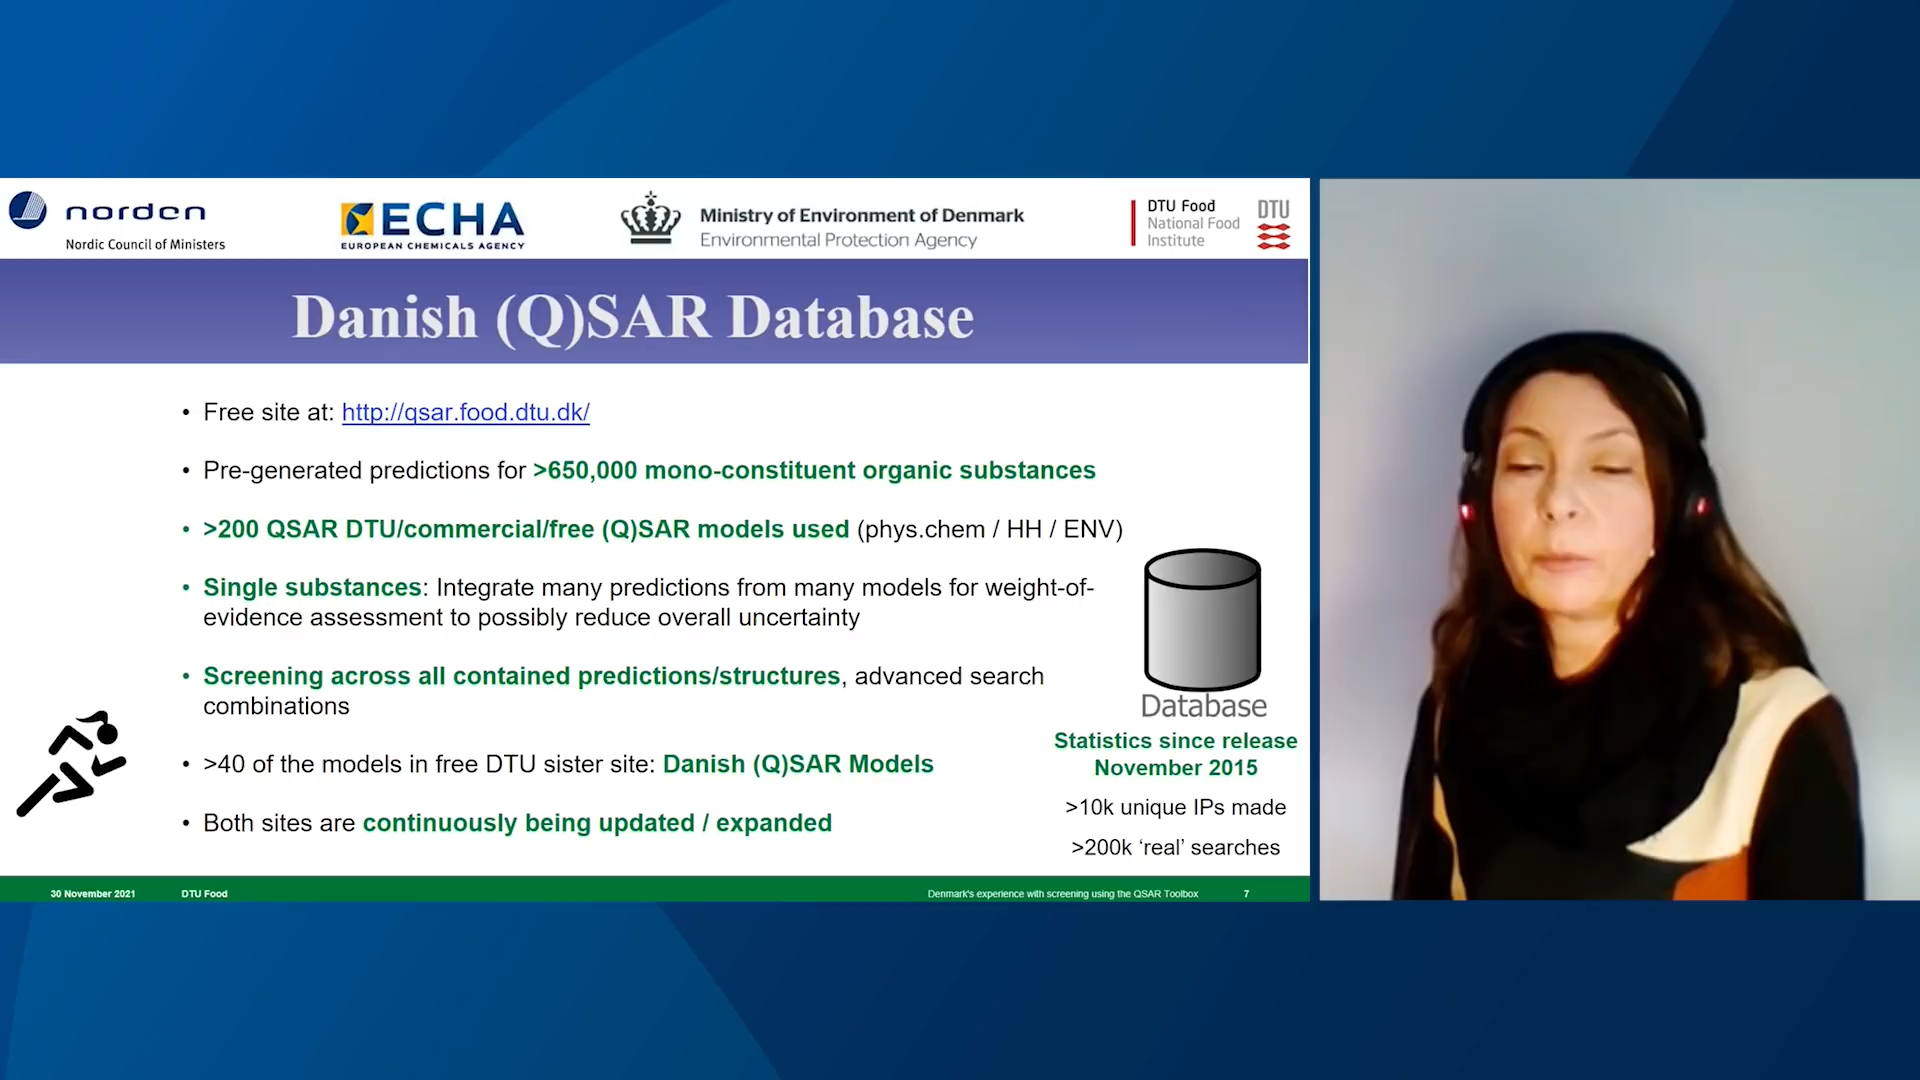 norden
Nordic Council of Ministers
ECHA
EUROPEAN CHEMICALS AGENCY
Ministry of Environment of Denmark
Environmental Protection Agency
DTU Food
National Food
Institute
DTU
Danish (Q)SAR Database
• Free site at: http://qsar.food.dtu.dk/
• Pre-generated predictions for >650,000 mono-constituent organic substances
• >200 QSAR DTU/commercial/free (Q)SAR models used (phys.chem / HH / ENV)
• Single substances: Integrate many predictions from many models for weight-of-
evidence assessment to possibly reduce overall uncertainty
• Screening across all contained predictions/structures, advanced search
combinations
• >40 of the models in free DTU sister site: Danish (Q)SAR Models
• Both sites are continuously being updated / expanded
Database
Statistics since release
November 2015
>10k unique IPs made
>200k ‘real’ searches
30 November 2021
DTU Food
Denmark's experience with screening using the QSAR Toolbox
7